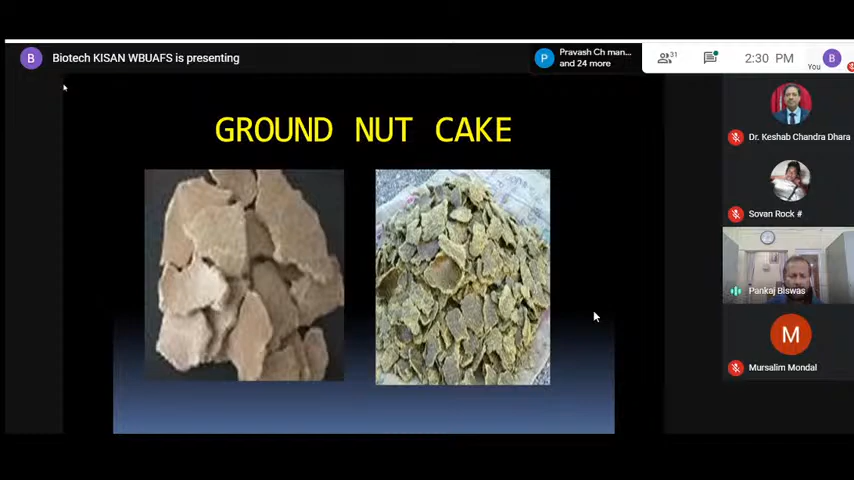 B
Biotech KISAN WBUAFS is presenting
P
Pravash Ch man...
and 24 more
31
2:30 PM
You
B
GROUND NUT CAKE
Dr. Keshab Chandra Dhara
Sovan Rock #
Pankaj Biswas
M
Mursalim Mondal